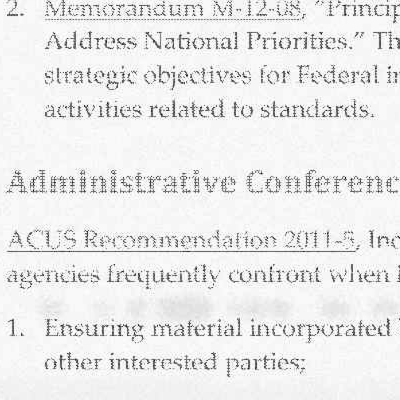 2. Memorandum M-12-08, "Princip
Address National Priorities." Th
strategic objectives for Federal i
activities related to standards.
Administrative Conferenc
ACUS Recommendation 2011-5, Inc
agencies frequently confront when
1. Ensuring material incorporated
other interested parties;